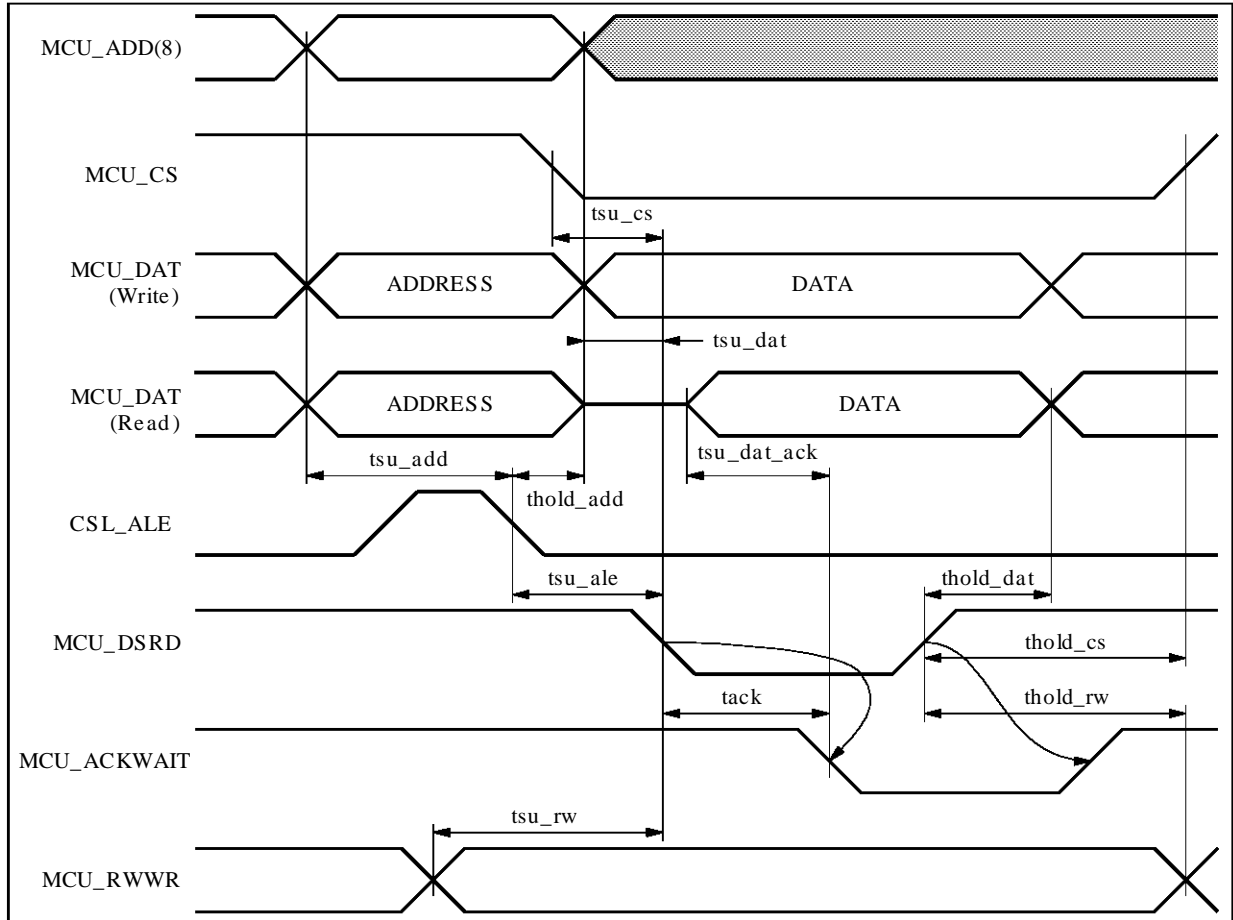 MCU_ADD(8)
MCU_CS
tsu_cs
MCU_DAT
(Write)
ADDRESS
DATA
tsu_dat
MCU_DAT
(Read)
ADDRESS
DATA
tsu_add
tsu_dat_ack
thold_add
CSL_ALE
tsu_ale
thold_dat
MCU_DSRD
thold_cs
tack
thold_rw
MCU_ACKWAIT
tsu_rw
MCU_RWWR